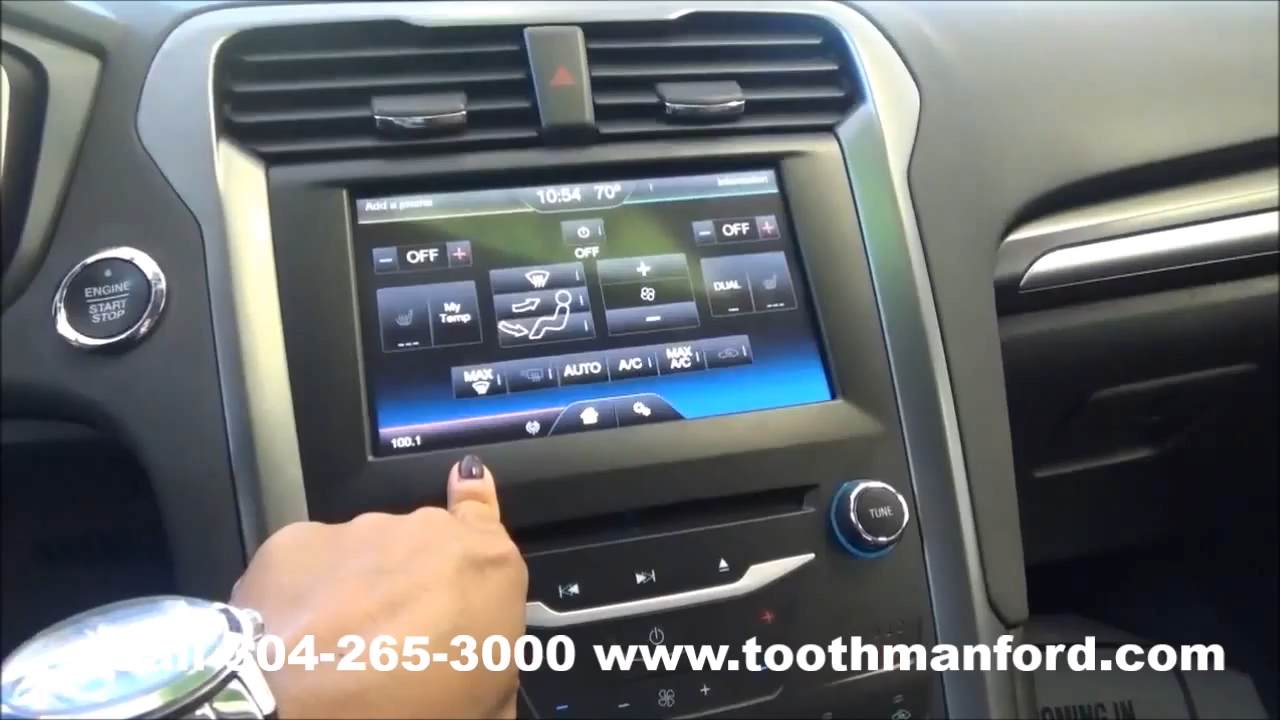 Add a phone
10:54 70°
Information
OFF
OFF
OFF
ENGINE
START
STOP
My
Temp
DUAL
MAX
AUTO
A/C
MAX
A/C
100.1
TUNE
304-265-3000 www.toothmanford.com